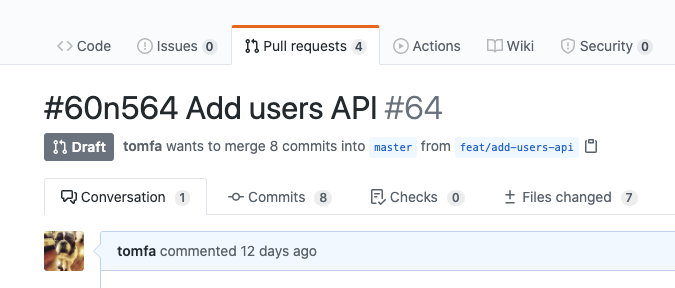 Code Issues 0 Pull requests 4 Actions Wiki Security 0
#60n564 Add users API #64
Draft tomfa wants to merge 8 commits into master from feat/add-users-api
Conversation 1 Commits 8 Checks 0 Files changed 7
tomfa commented 12 days ago